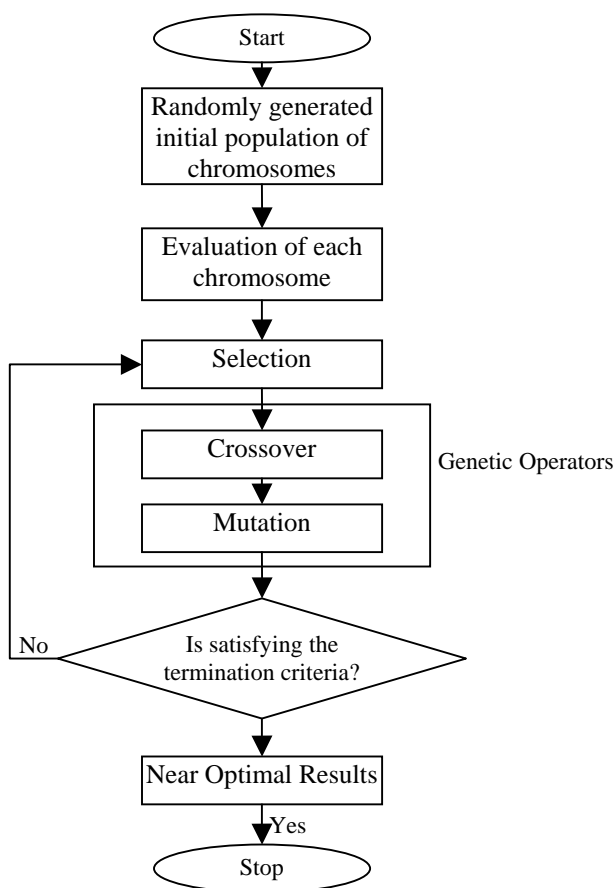 Start
Randomly generated
initial population of
chromosomes
Evaluation of each
chromosome
Selection
Crossover
Genetic Operators
Mutation
No
Is satisfying the
termination criteria?
Near Optimal Results
Yes
Stop